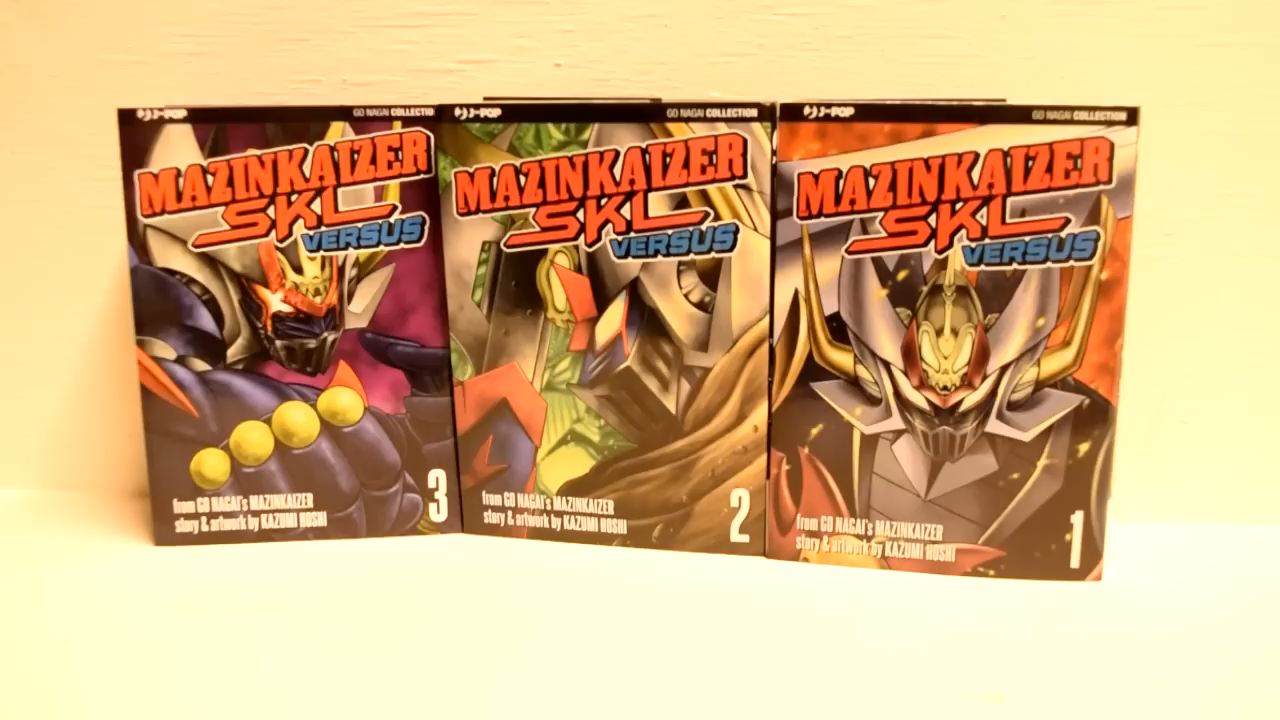 J-POP
GO NAGAI COLLECTION
MAZINKAIZER
SKL
VERSUS
from GO NAGAI's MAZINKAIZER
story & artwork by KAZUMI HOSHI
3
J-POP
GO NAGAI COLLECTION
MAZINKAIZER
SKL
VERSUS
from GO NAGAI's MAZINKAIZER
story & artwork by KAZUMI HOSHI
2
J-POP
GO NAGAI COLLECTION
MAZINKAIZER
SKL
VERSUS
from GO NAGAI's MAZINKAIZER
story & artwork by KAZUMI HOSHI
1